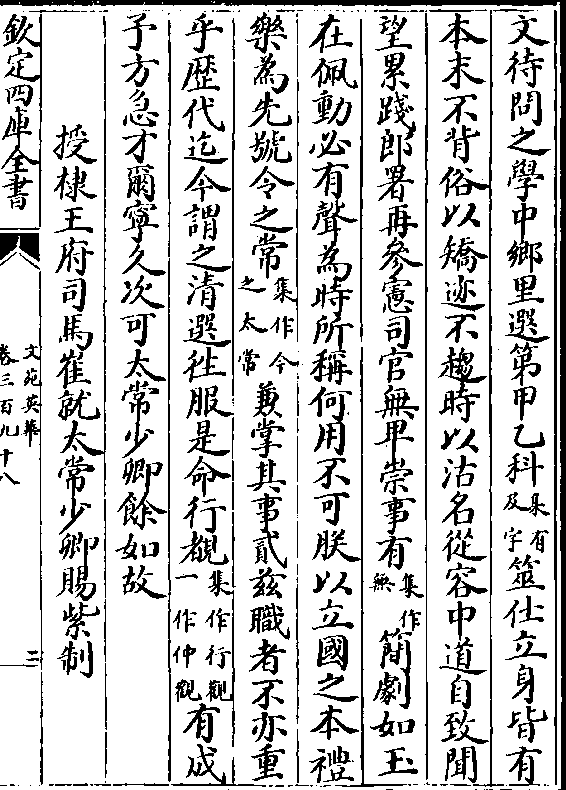 文待問之學中鄉里選第甲乙科集有及字筮仕立身皆有
本末不背俗以矯迹不趨時以沽名從容中道自致聞
望累踐郎署再參憲司官無卑崇事有集作無簡劇如玉
在佩動必有聲為時所稱何用不可朕以立國之本禮
樂為先號令之常集作今之太常兼掌其事貳茲職者不亦重
乎歴代迄今謂之清選往服是命行觀集作行觀一作仲觀有成
予方急才爾寧久次可太常少卿餘如故
授棣王府司馬崔就太常少卿賜紫制
欽定四庫全書
文苑英華
卷三百九十八
三